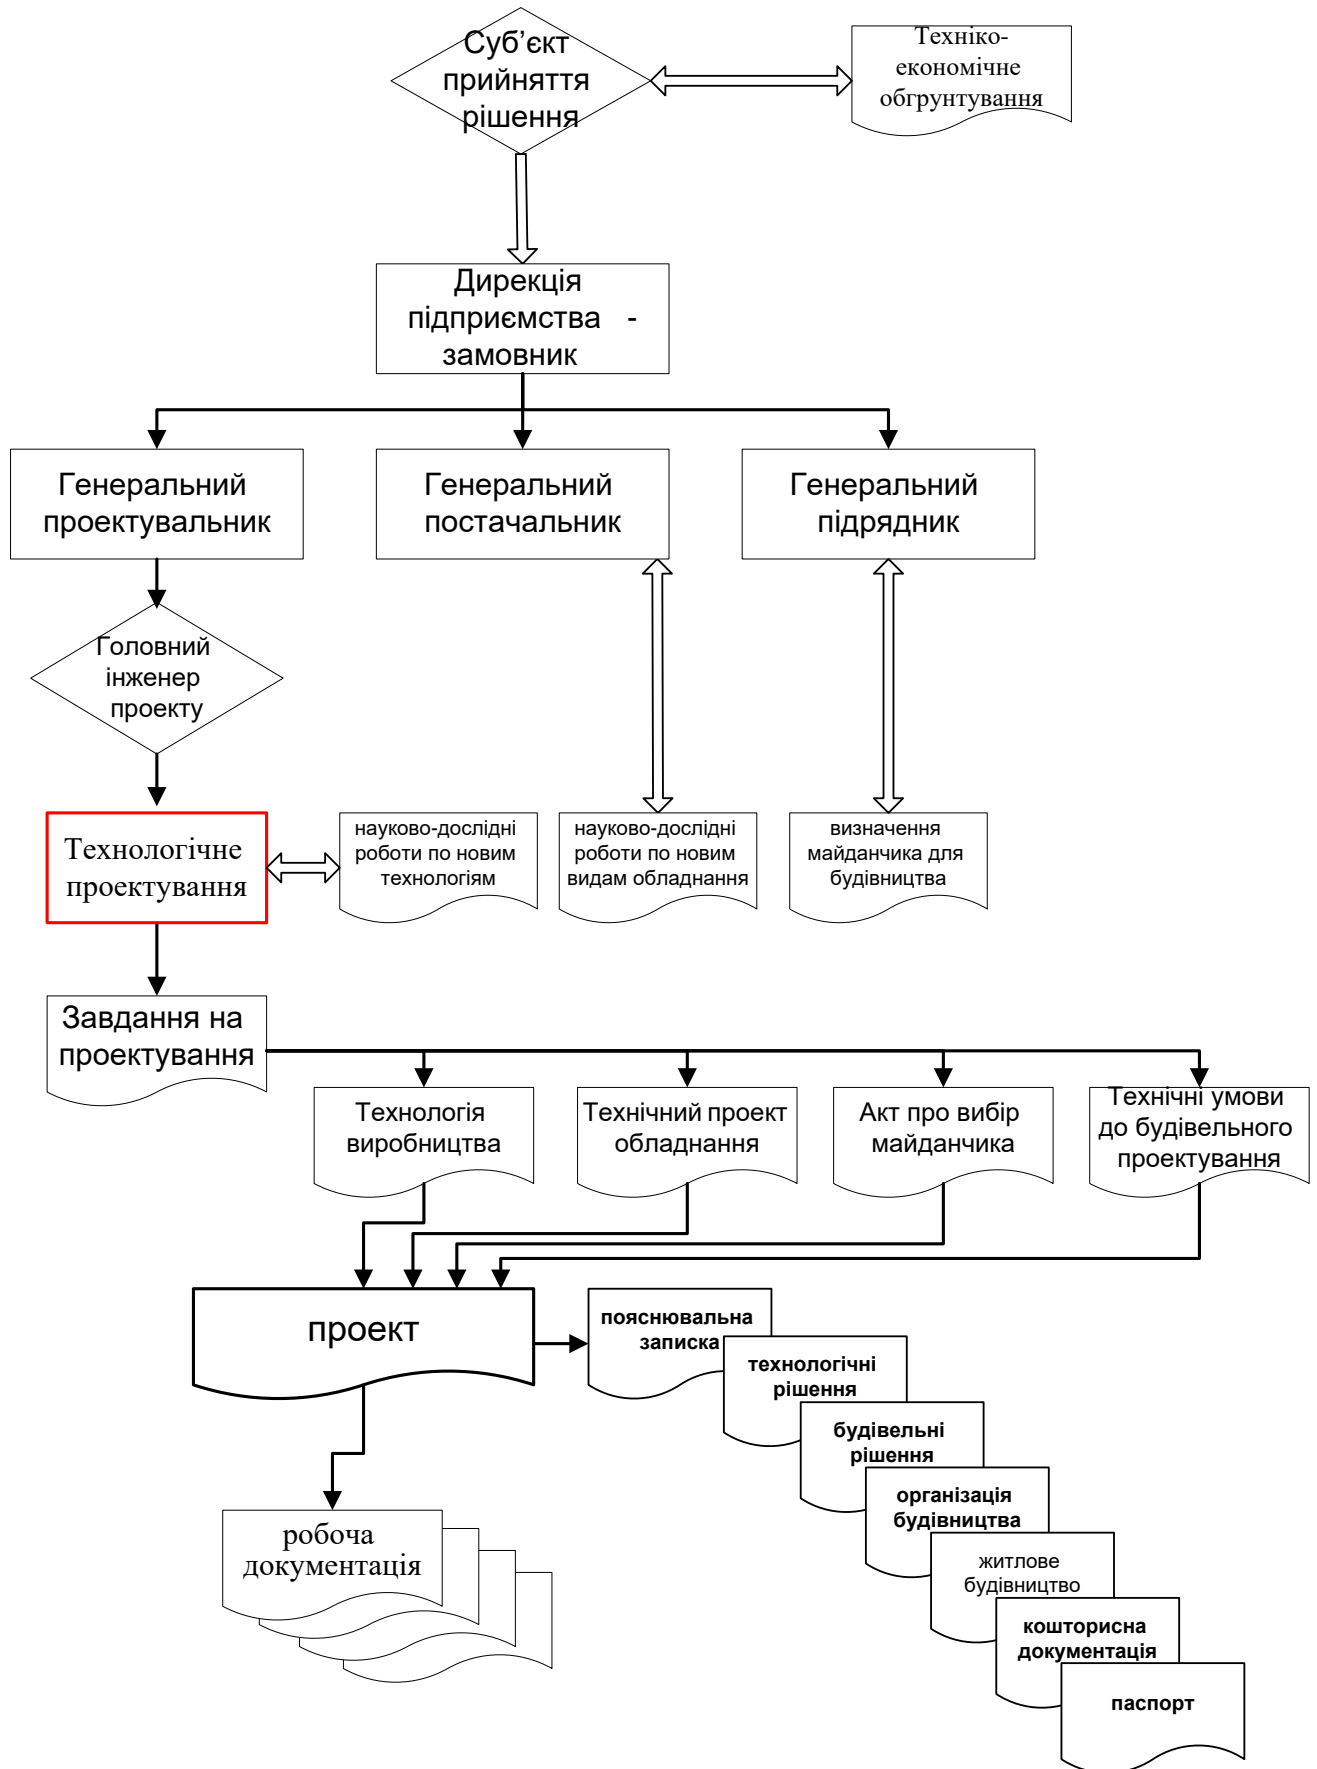 Суб’єкт
прийняття
рішення
Техніко-
економічне
обгрунтування
Дирекція
підприємства -
замовник
Генеральний
проектувальник
Генеральний
постачальник
Генеральний
підрядник
Головний
інженер
проекту
Технологічне
проектування
науково-дослідні
роботи по новим
технологіям
науково-дослідні
роботи по новим
видам обладнання
визначення
майданчика для
будівництва
Завдання на
проектування
Технологія
виробництва
Технічний проект
обладнання
Акт про вибір
майданчика
Технічні умови
до будівельного
проектування
проект
пояснювальна
записка
технологічні
рішення
будівельні
рішення
організація
будівництва
житлове
будівництво
кошторисна
документація
паспорт
робоча
документація